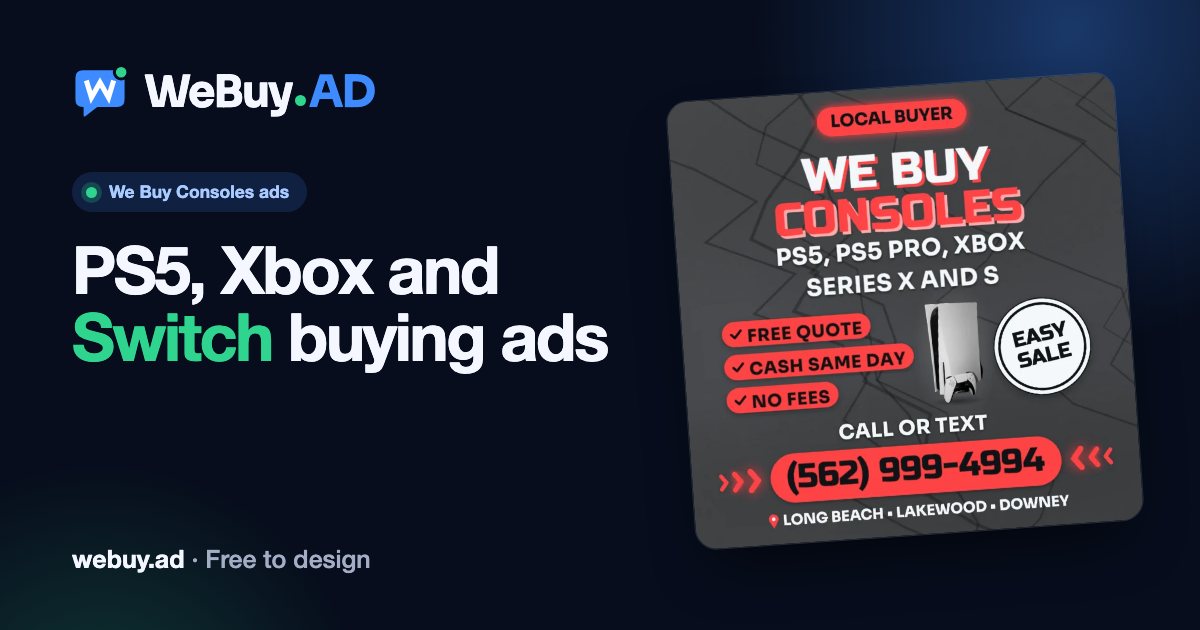 WeBuy.AD
We Buy Consoles ads
PS5, Xbox and
Switch buying ads
webuy.ad · Free to design
LOCAL BUYER
WE BUY
CONSOLES
PS5, PS5 PRO, XBOX
SERIES X AND S
FREE QUOTE
CASH SAME DAY
NO FEES
EASY
SALE
CALL OR TEXT
(562) 999-4994
LONG BEACH • LAKEWOOD • DOWNEY